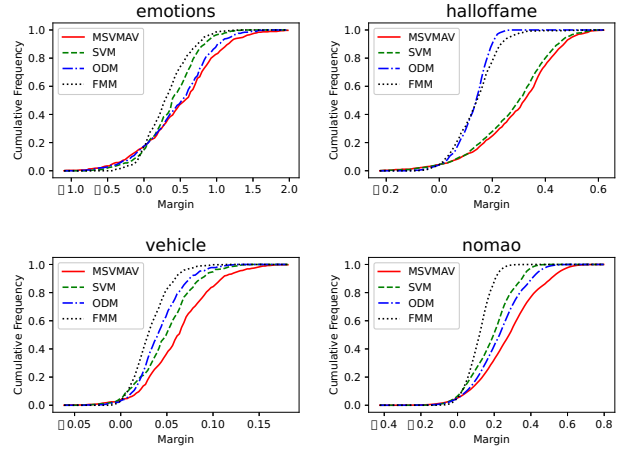 emotions
Cumulative Frequency
1.0
0.8
0.6
0.4
0.2
0.0
MSVMAV
SVM
ODM
FMM
▯1.0 ▯0.5 0.0 0.5 1.0 1.5 2.0
Margin
halloffame
Cumulative Frequency
1.0
0.8
0.6
0.4
0.2
0.0
MSVMAV
SVM
ODM
FMM
▯0.2 0.0 0.2 0.4 0.6
Margin
vehicle
Cumulative Frequency
1.0
0.8
0.6
0.4
0.2
0.0
MSVMAV
SVM
ODM
FMM
▯0.05 0.00 0.05 0.10 0.15
Margin
nomao
Cumulative Frequency
1.0
0.8
0.6
0.4
0.2
0.0
MSVMAV
SVM
ODM
FMM
▯0.4 ▯0.2 0.0 0.2 0.4 0.6 0.8
Margin